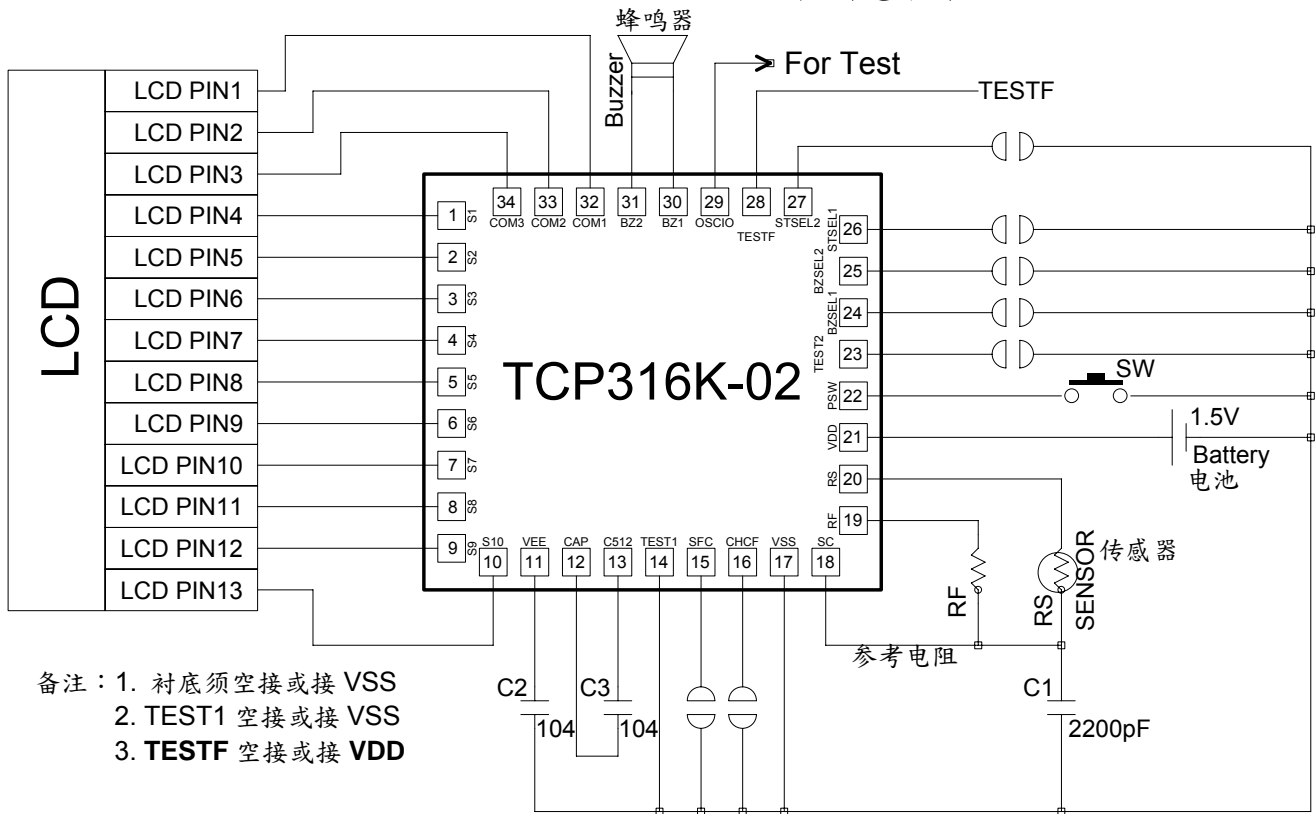 蜂鸣器
Buzzer
For Test
TESTF
LCD
LCD PIN1
LCD PIN2
LCD PIN3
LCD PIN4
LCD PIN5
LCD PIN6
LCD PIN7
LCD PIN8
LCD PIN9
LCD PIN10
LCD PIN11
LCD PIN12
LCD PIN13
34
COM3
33
COM2
32
COM1
31
BZ2
30
BZ1
29
OSCIO
28
TESTF
27
STSEL2
1 S1
2 S2
3 S3
4 S4
5 S5
6 S6
7 S7
8 S8
9 S9
TCP316K-02
STSEL1 26
BZSEL2 25
BZSEL1 24
TEST2 23
PSW 22
VDD 21
RS 20
RF 19
S10
10
VEE
11
CAP
12
C512
13
TEST1
14
SFC
15
CHCF
16
VSS
17
SC
18
SW
1.5V
Battery
电池
RF
RS
SENSOR
传感器
参考电阻
C2
104
C3
104
C1
2200pF
备注：1. 衬底须空接或接 VSS
2. TEST1 空接或接 VSS
3. TESTF 空接或接 VDD